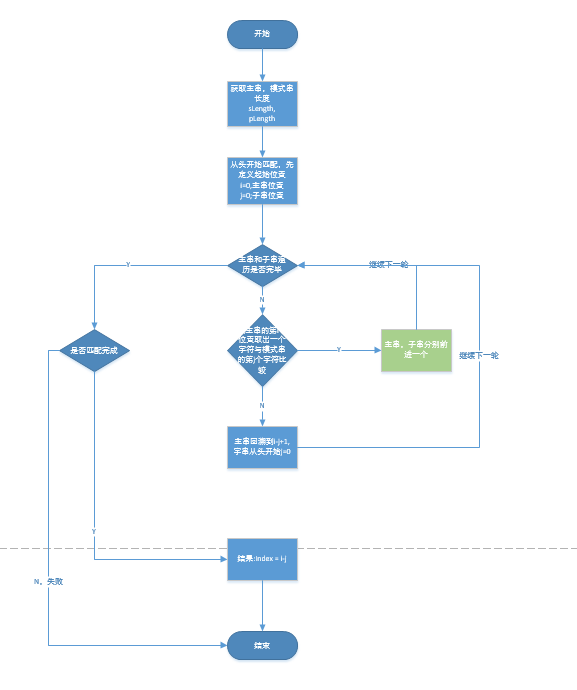 开始
获取主串，模式串
长度
sLength,
pLength
从头开始匹配，先
定义起始位置
i=0,主串位置
j=0;子串位置
主串和子串遍
历是否完毕
Y
继续下一轮
N
是否匹配完成
主串的第i
位置取出一个
字符与模式串
的第j个字符比
较
Y
主串，子串分别前
进一个
继续下一轮
N
主串回溯到i-j+1,
字串从头开始j=0
Y
结果:index = i-j
N，失败
结束